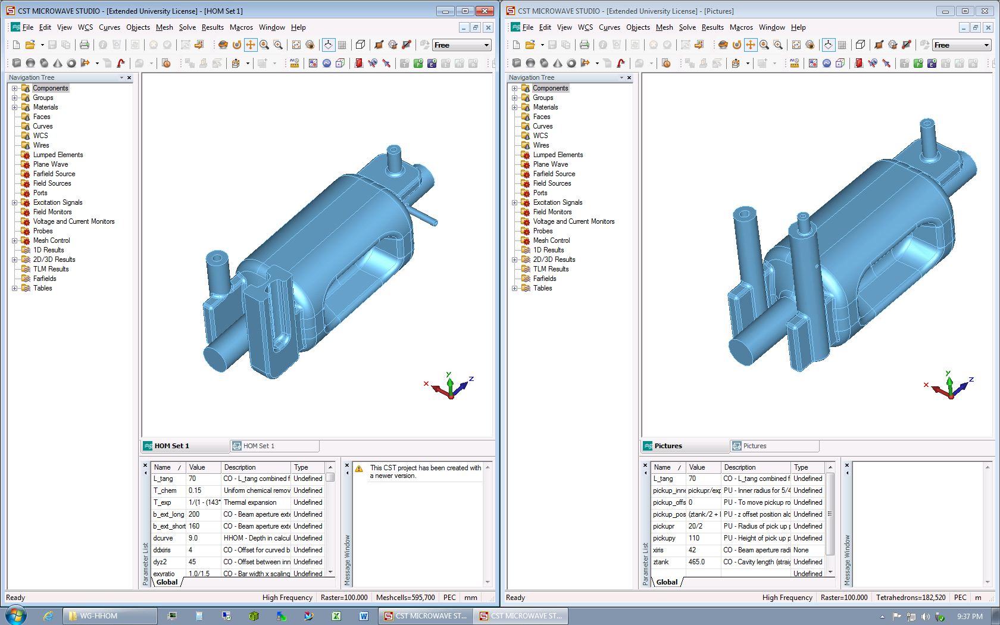 CST MICROWAVE STUDIO - [Extended University License] - [HOM Set 1]
File Edit View WCS Curves Objects Mesh Solve Results Macros Window Help
Free
Navigation Tree
Components
Groups
Materials
Faces
Curves
WCS
Wires
Lumped Elements
Plane Wave
Farfield Source
Field Sources
Ports
Excitation Signals
Field Monitors
Voltage and Current Monitors
Probes
Mesh Control
1D Results
2D/3D Results
TLM Results
Farfields
Tables
x y z
HOM Set 1 HOM Set 1
Parameter List
Name / Value Description Type
L_tang 70 CO - L_tang combined f Undefined
T_chem 0.15 Uniform chemical remov Undefined
T_exp 1/(1 - (143* Thermal expansion Undefined
b_ext_long 200 CO - Beam aperture exte Undefined
b_ext_short 160 CO - Beam aperture exte Undefined
dcurve 9.0 HHOM - Depth in calcul Undefined
ddxiris 4 CO - Offset for curved b Undefined
dyz2 45 CO - Offset between inn Undefined
exyratio 1.0/1.5 CO - Bar width x scaling Undefined
Global
Message Window
This CST project has been created with
a newer version.
Ready High Frequency Raster=100.000 Meshcells=595,700 PEC mm
CST MICROWAVE STUDIO - [Extended University License] - [Pictures]
File Edit View WCS Curves Objects Mesh Solve Results Macros Window Help
Free
Navigation Tree
Components
Groups
Materials
Faces
Curves
WCS
Wires
Lumped Elements
Plane Wave
Farfield Source
Field Sources
Ports
Excitation Signals
Field Monitors
Voltage and Current Monitors
Probes
Mesh Control
1D Results
2D/3D Results
TLM Results
Farfields
Tables
x y z
Pictures Pictures
Parameter List
Name / Value Description Type
L_tang 70 CO - L_tang combined f Undefined
pickup_inne pickupr/exp PU - Inner radius for 5/4 Undefined
pickup_offs 0 PU - To move pickup ro Undefined
pickup_pos (ztank/2 + l PU - z offset position alo Undefined
pickupr 20/2 PU - Radius of pick up p Undefined
pickupy 110 PU - Height of pick up p Undefined
xiris 42 CO - Beam aperture radi None
ztank 465.0 CO - Cavity length (straig Undefined
Undefined
Global
Message Window
Ready High Frequency Raster=100.000 Tetrahedrons=182,520 PEC m
WG-HHOM CST MICROWAVE ST... CST MICROWAVE ST... 9:37 PM